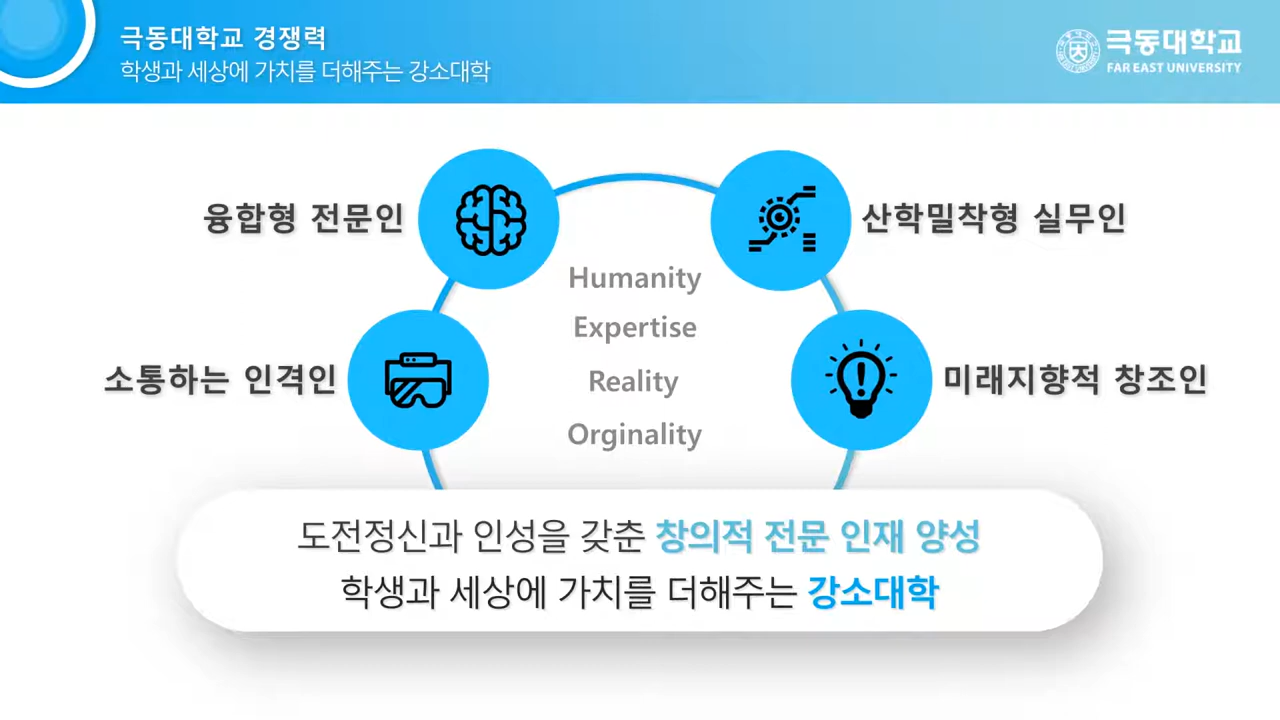 극동대학교 경쟁력
학생과 세상에 가치를 더해주는 강소대학
극동대학교
FAR EAST UNIVERSITY
융합형 전문인
산학밀착형 실무인
소통하는 인격인
미래지향적 창조인
Humanity
Expertise
Reality
Orginality
도전정신과 인성을 갖춘 창의적 전문 인재 양성
학생과 세상에 가치를 더해주는 강소대학